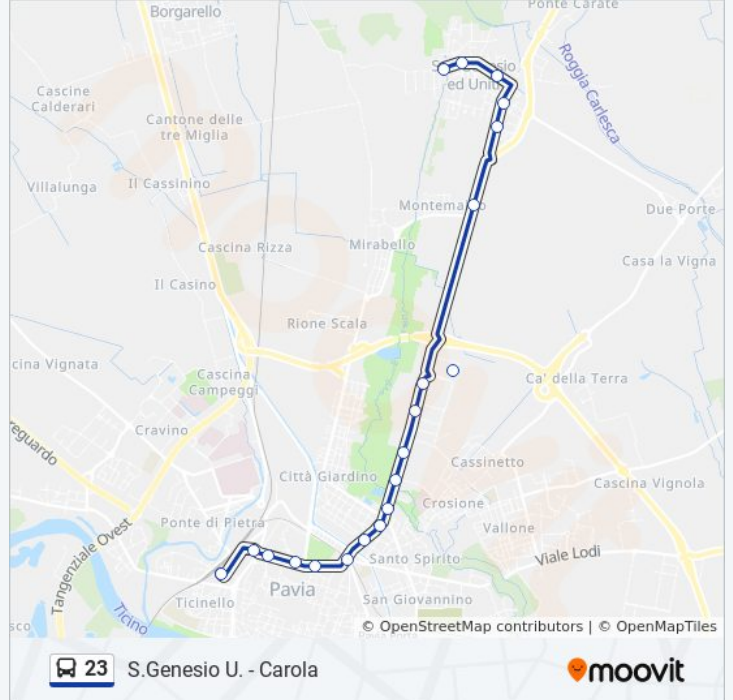 Borgarello
Ponte Carate
Roggia Carlesca
Cascine
Calderari
ed Uniti
Cantone delle
tre Miglia
Villalunga
Il Cassinino
Due Porte
Cascina Rizza
Mirabello
Casa la Vigna
Il Casino
Rione Scala
cina Vignata
Cascina
Campeggi
Ca' della Terra
Cravino
reguardo
Cassinetto
Città Giardino
Cascina Vignola
Crosione
Vallone
Ponte di Pietra
Tangenziale Ovest
Santo Spirito
Viale Lodi
Pavia
Ticinello
San Giovannino
Ticino
sco
© OpenStreetMap contributors | © OpenMapTiles
23 S.Genesio U. - Carola
moovit